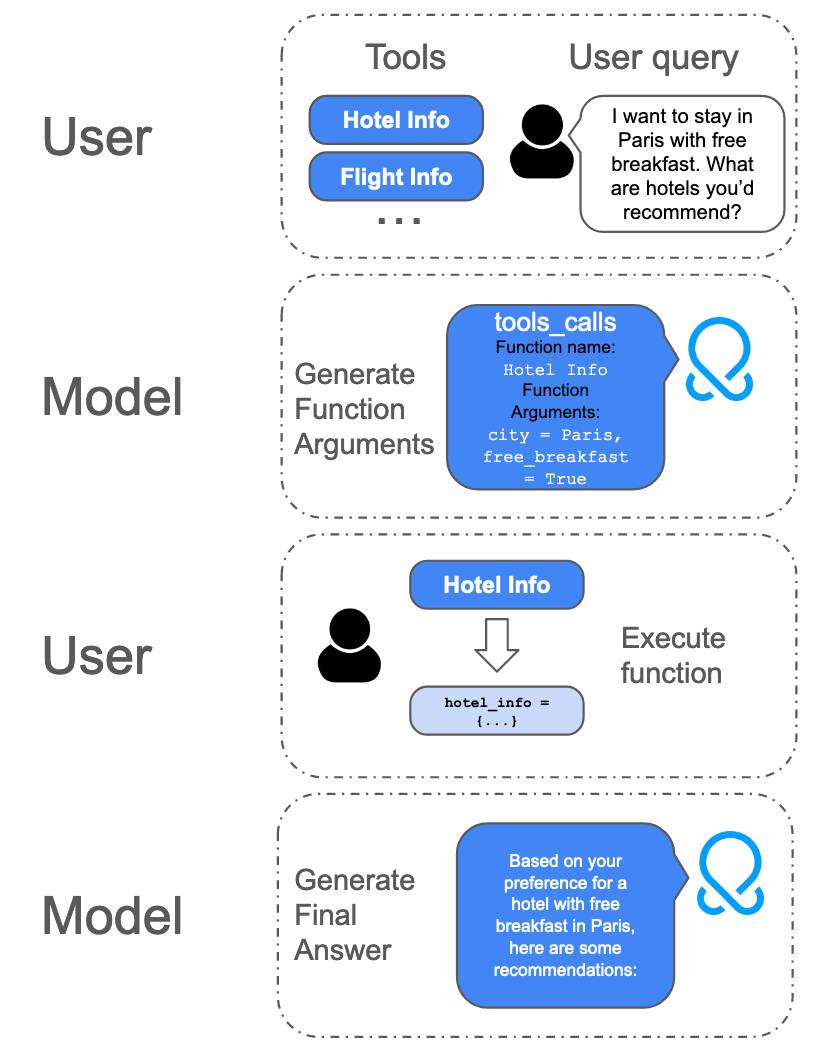 Tools
User query
User
Hotel Info
Flight Info
...
I want to stay in
Paris with free
breakfast. What
are hotels you’d
recommend?
Model
Generate
Function
Arguments
tools_calls
Function name:
Hotel Info
Function
Arguments:
city = Paris,
free_breakfast
= True
User
Hotel Info
hotel_info =
{...}
Execute
function
Model
Generate
Final
Answer
Based on your
preference for a
hotel with free
breakfast in Paris,
here are some
recommendations: